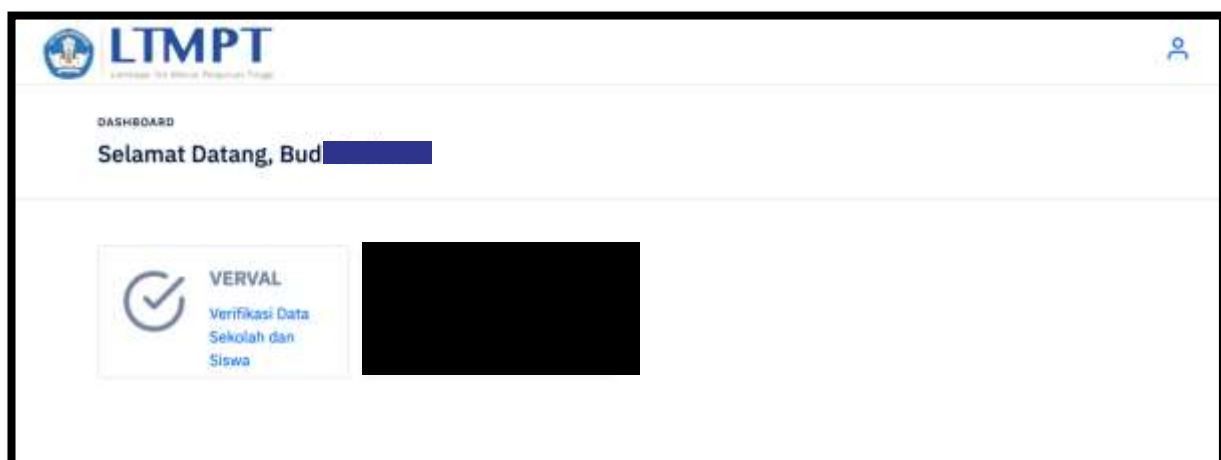 LTMPT
DASHBOARD
Selamat Datang, Bud
VERVAL
Verifikasi Data
Sekolah dan
Siswa